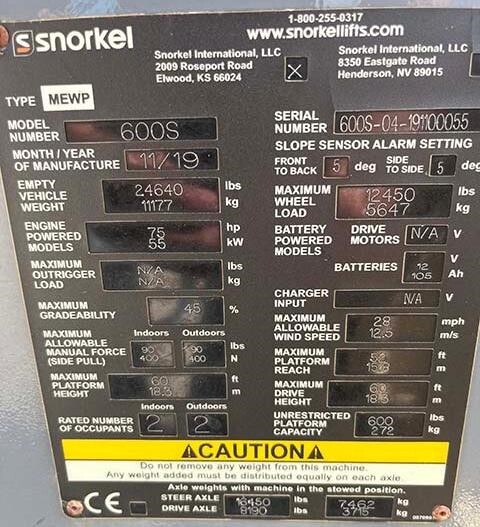 snorkel
1-800-255-0317
www.snorkellifts.com
Snorkel International, LLC
2009 Roseport Road
Elwood, KS 66024
X
Snorkel International, LLC
8350 Eastgate Road
Henderson, NV 89015
TYPE MEWP
MODEL NUMBER 600S
MONTH / YEAR OF MANUFACTURE 11/19
EMPTY VEHICLE WEIGHT 24640 lbs
11177 kg
ENGINE POWERED MODELS 75 hp
55 kW
MAXIMUM OUTRIGGER LOAD N/A lbs
N/A kg
MAXIMUM GRADEABILITY 45 %
Indoors Outdoors
MAXIMUM ALLOWABLE MANUAL FORCE (SIDE PULL) 90 90 lbs
400 400 N
MAXIMUM PLATFORM HEIGHT 60 ft
18.3 m
Indoors Outdoors
RATED NUMBER OF OCCUPANTS 2 2
SERIAL NUMBER 600S-04-191100055
SLOPE SENSOR ALARM SETTING
FRONT TO BACK 5 deg SIDE TO SIDE 5 deg
MAXIMUM WHEEL LOAD 12450 lbs
5647 kg
BATTERY POWERED MODELS
DRIVE MOTORS N/A V
BATTERIES 12 V
105 Ah
CHARGER INPUT N/A V
MAXIMUM ALLOWABLE WIND SPEED 28 mph
12.5 m/s
MAXIMUM PLATFORM REACH ft
m
MAXIMUM DRIVE HEIGHT 60 ft
18.3 m
UNRESTRICTED PLATFORM CAPACITY 600 lbs
272 kg
CAUTION
Do not remove any weight from this machine.
Any weight added must be distributed equally on each axle.
Axle weights with machine in the stowed position.
CE
STEER AXLE 16450 lbs 7462 kg
DRIVE AXLE 8190 lbs 3715 kg